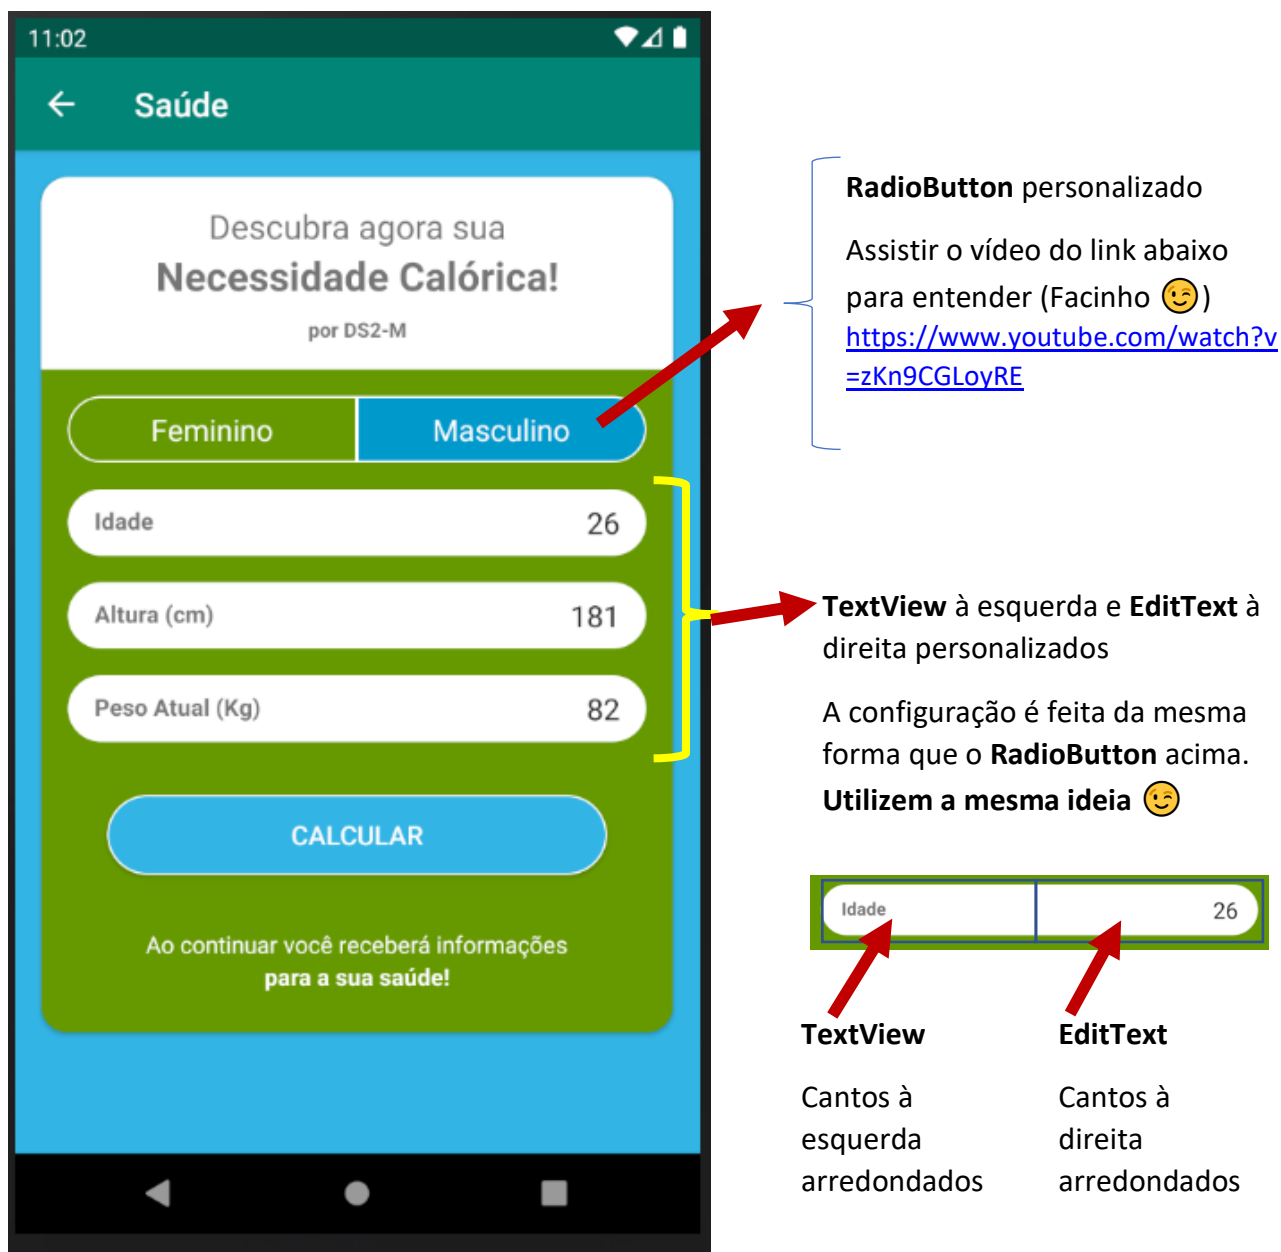 11:02
Saúde
Descubra agora sua
Necessidade Calórica!
por DS2-M
Feminino
Masculino
Idade
26
Altura (cm)
181
Peso Atual (Kg)
82
CALCULAR
Ao continuar você receberá informações
para a sua saúde!
RadioButton personalizado
Assistir o vídeo do link abaixo
para entender (Facinho 😉)
https://www.youtube.com/watch?v
=zKn9CGLoyRE
TextView à esquerda e EditText à
direita personalizados
A configuração é feita da mesma
forma que o RadioButton acima.
Utilizem a mesma ideia 😉
Idade
26
TextView
Cantos à
esquerda
arredondados
EditText
Cantos à
direita
arredondados